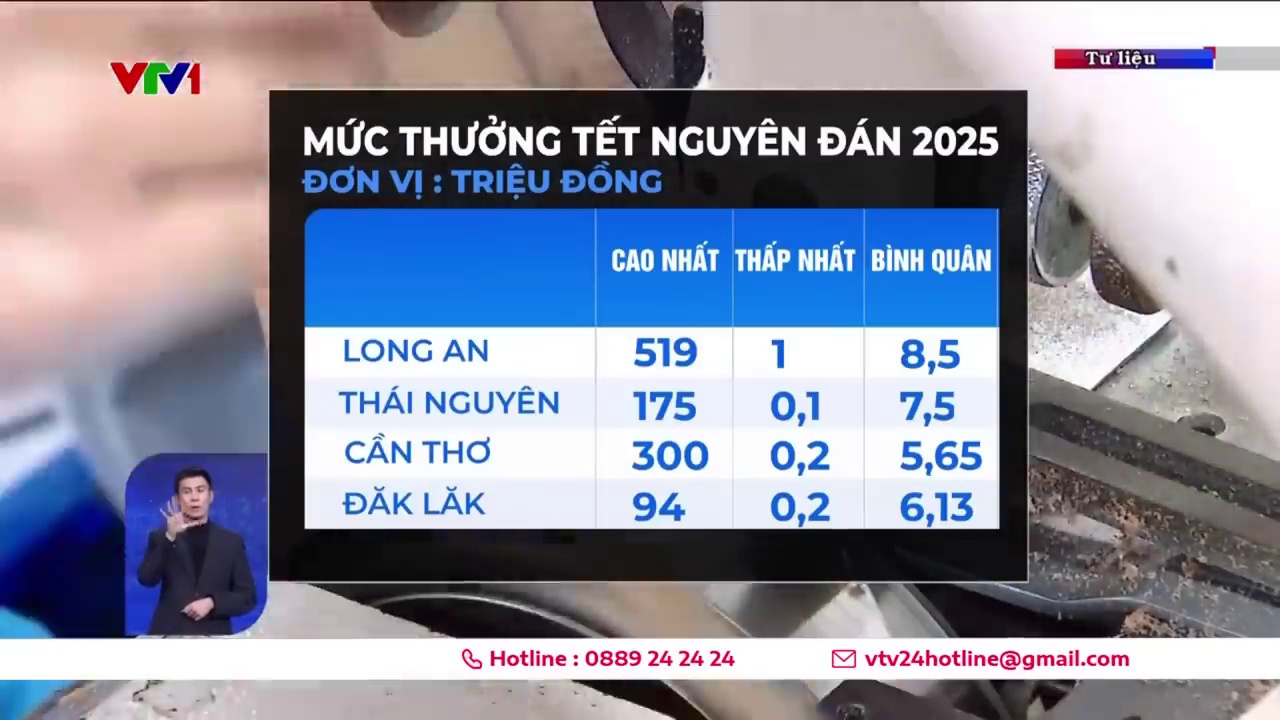 VTV1
Tư liệu
MỨC THƯỞNG TẾT NGUYÊN ĐÁN 2025
ĐƠN VỊ : TRIỆU ĐỒNG
CAO NHẤT THẤP NHẤT BÌNH QUÂN
LONG AN 519 1 8,5
THÁI NGUYÊN 175 0,1 7,5
CẦN THƠ 300 0,2 5,65
ĐĂK LĂK 94 0,2 6,13
Hotline : 0889 24 24 24 vtv24hotline@gmail.com